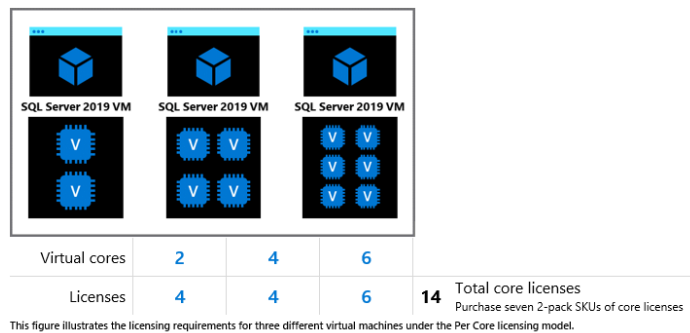 SQL Server 2019 VM SQL Server 2019 VM SQL Server 2019 VM
V V V V V
V V V V V
V V
Virtual cores 2 4 6
Licenses 4 4 6 14 Total core licenses
Purchase seven 2-pack SKUs of core licenses
This figure illustrates the licensing requirements for three different virtual machines under the Per Core licensing model.